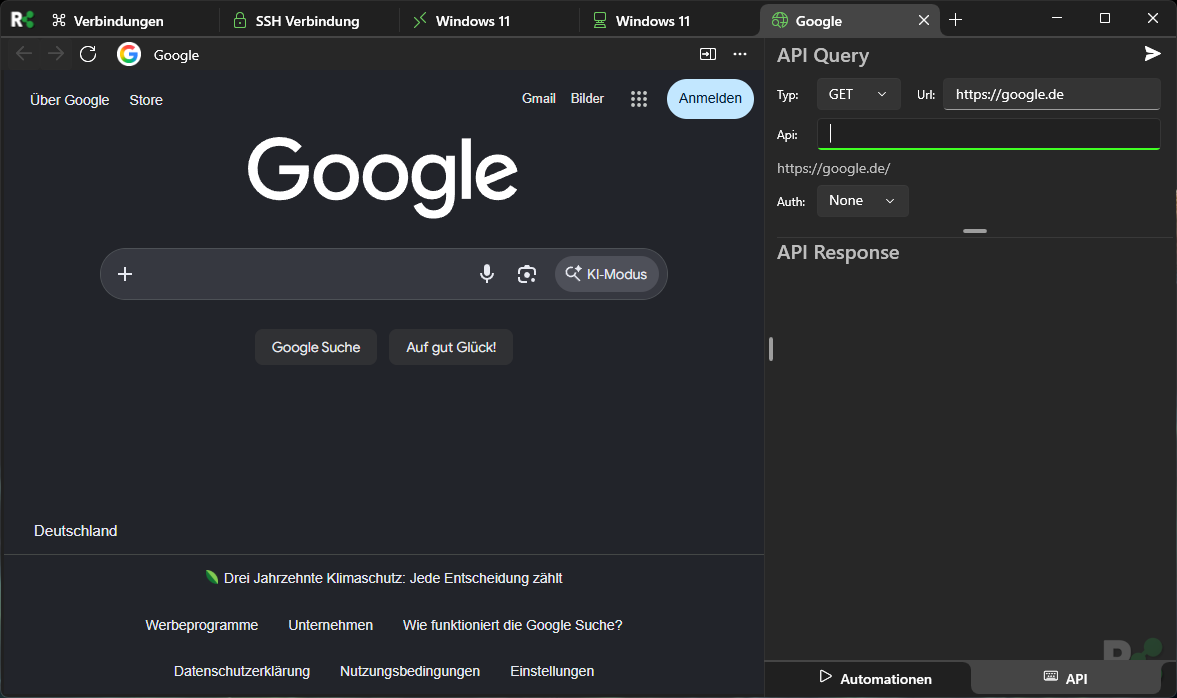 R Verbindungen SSH Verbindung Windows 11 Windows 11 Google
Google
Über Google Store Gmail Bilder Anmelden
Google
KI-Modus
Google Suche Auf gut Glück!
Deutschland
Drei Jahrzehnte Klimaschutz: Jede Entscheidung zählt
Werbeprogramme Unternehmen Wie funktioniert die Google Suche?
Datenschutzerklärung Nutzungsbedingungen Einstellungen
API Query
Typ: GET Url: https://google.de
Api:
https://google.de/
Auth: None
API Response
Automationen API